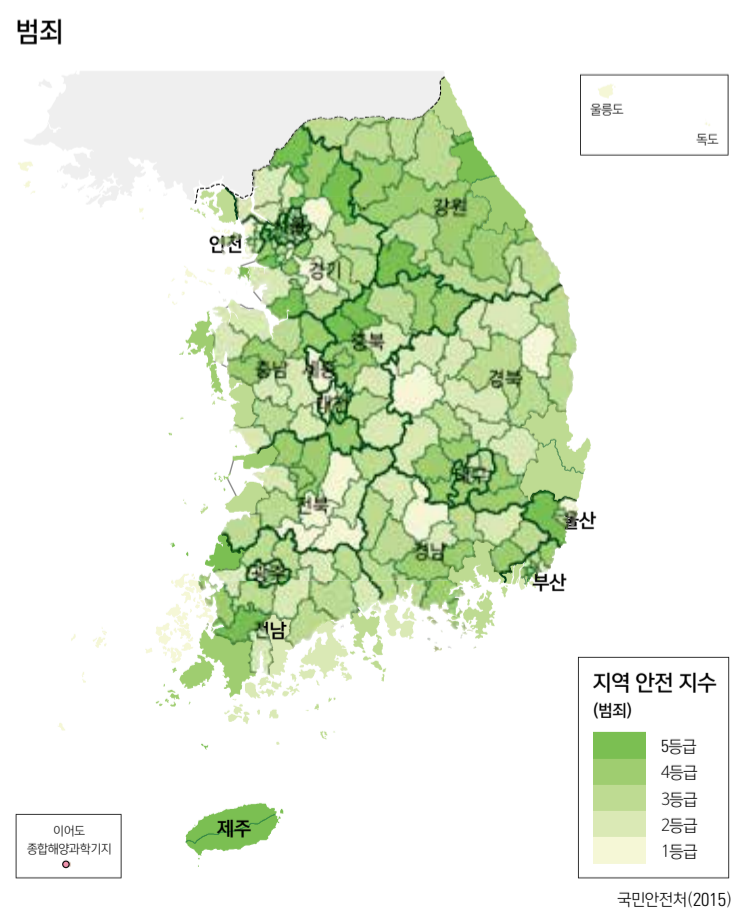 범죄
울릉도
독도
강원
서울
인천
경기
충북
충남
세종
경북
대전
대구
전북
울산
경남
부산
광주
전남
제주
지역 안전 지수
(범죄)
5등급
4등급
3등급
2등급
1등급
이어도
종합해양과학기지
국민안전처(2015)